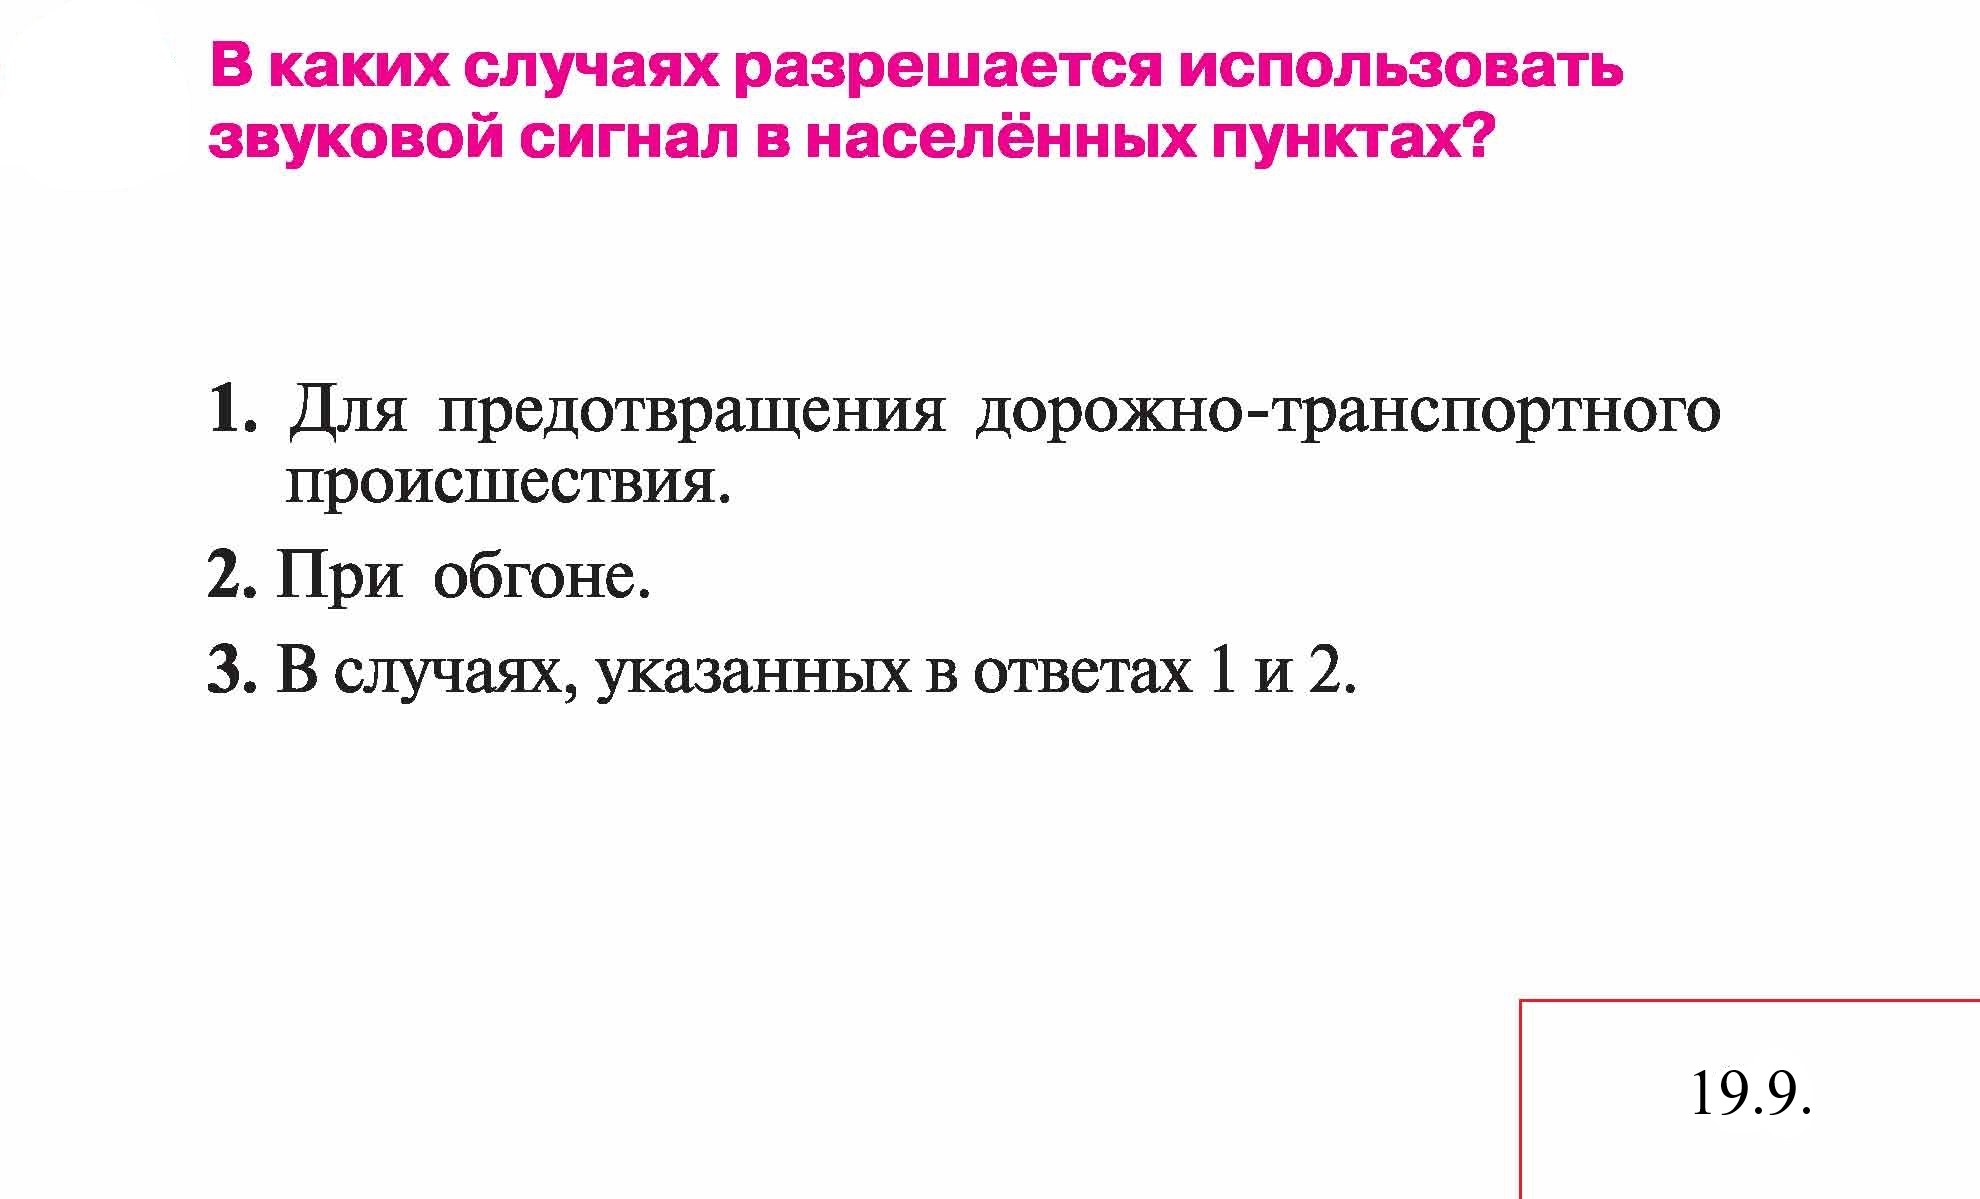 В каких случаях разрешается использовать
звуковой сигнал в населённых пунктах?
1. Для предотвращения дорожно-транспортного
происшествия.
2. При обгоне.
3. В случаях, указанных в ответах 1 и 2.
19.9.